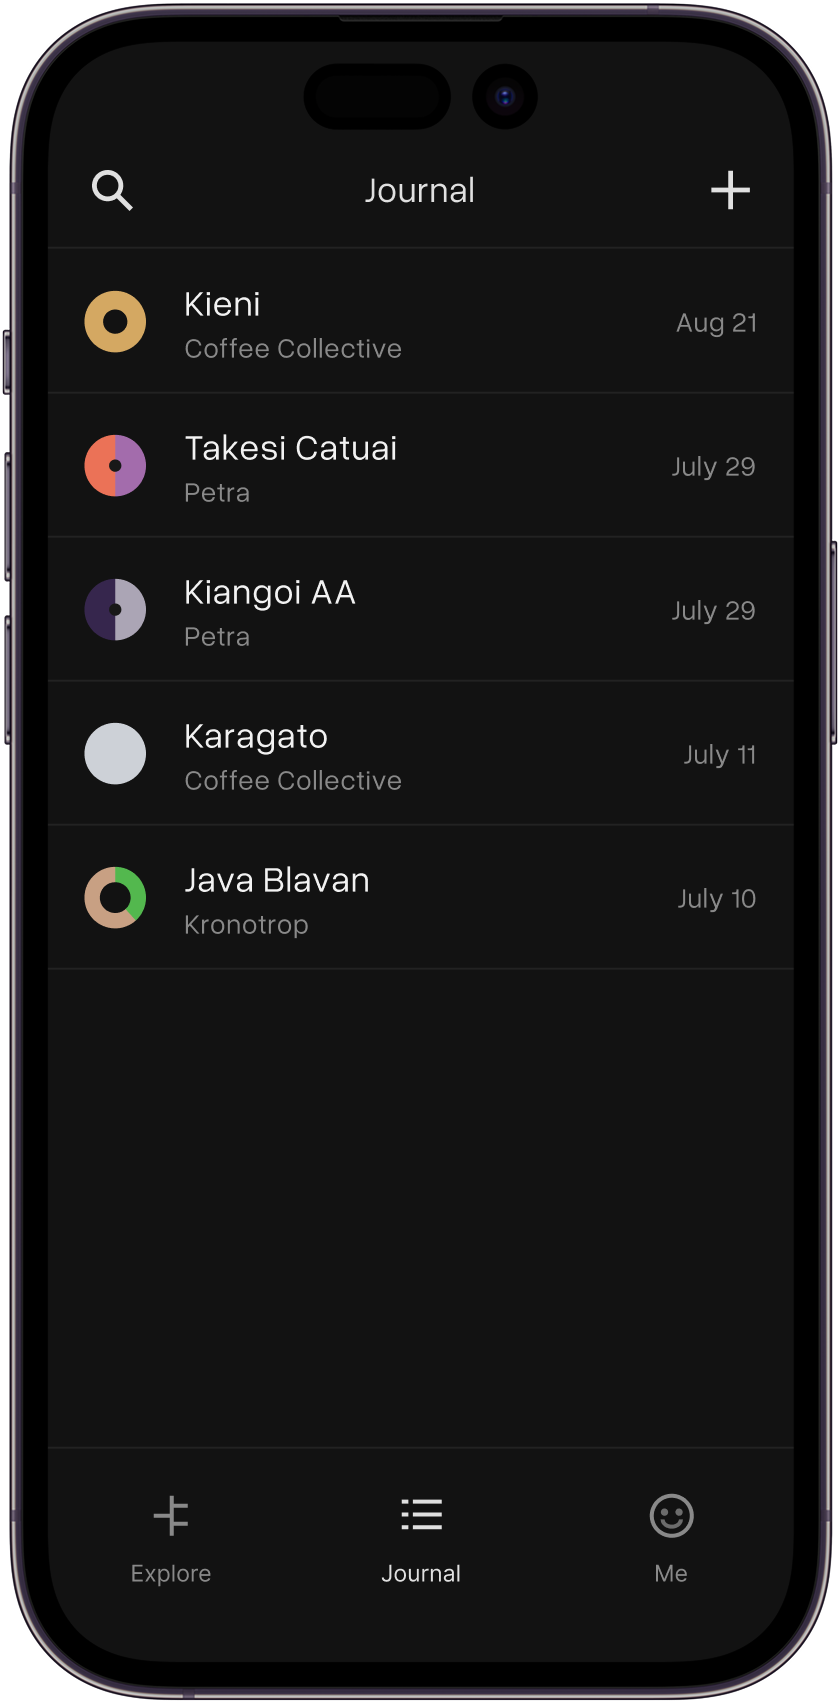 Journal
Kieni
Coffee Collective
Aug 21
Takesi Catuai
Petra
July 29
Kiangoi AA
Petra
July 29
Karagato
Coffee Collective
July 11
Java Blavan
Kronotrop
July 10
Explore
Journal
Me